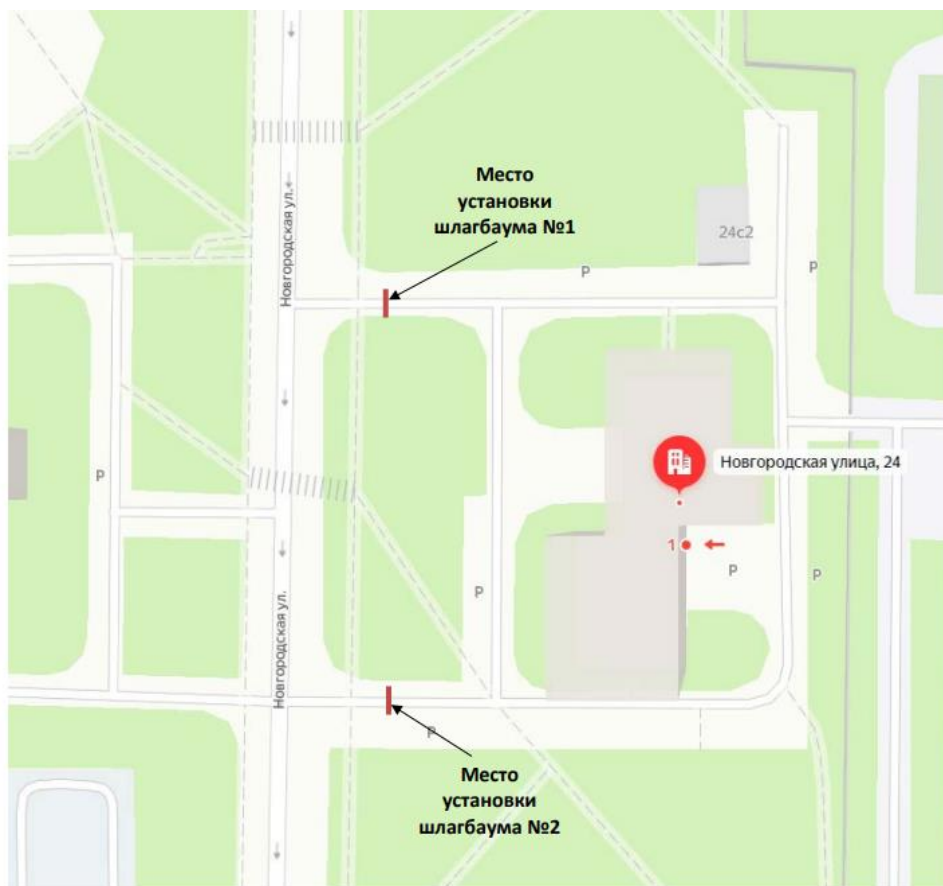 Новгородская ул.
Место
установки
шлагбаума №1
24с2
P
P
P
Новгородская улица, 24
1
P
P
P
Новгородская ул.
P
Место
установки
шлагбаума №2